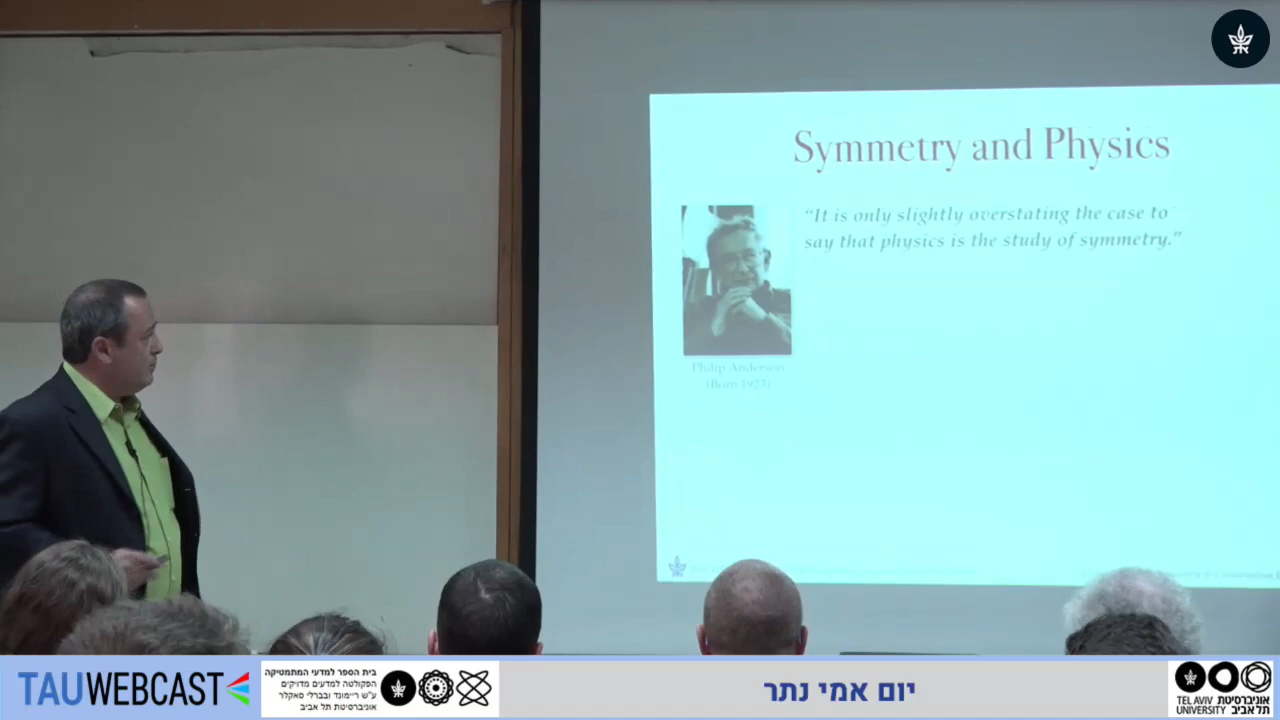 Symmetry and Physics
“It is only slightly overstating the case to
say that physics is the study of symmetry.”
Philip Anderson
(Born 1923)
TAUWEBCAST
בית הספר למדעי המתמטיקה
הפקולטה למדעים מדויקים
ע"ש ריימונד ובברלי סאקלר
אוניברסיטת תל אביב
יום אמי נתר
TEL AVIV אוניברסיטת
UNIVERSITY תל אביב